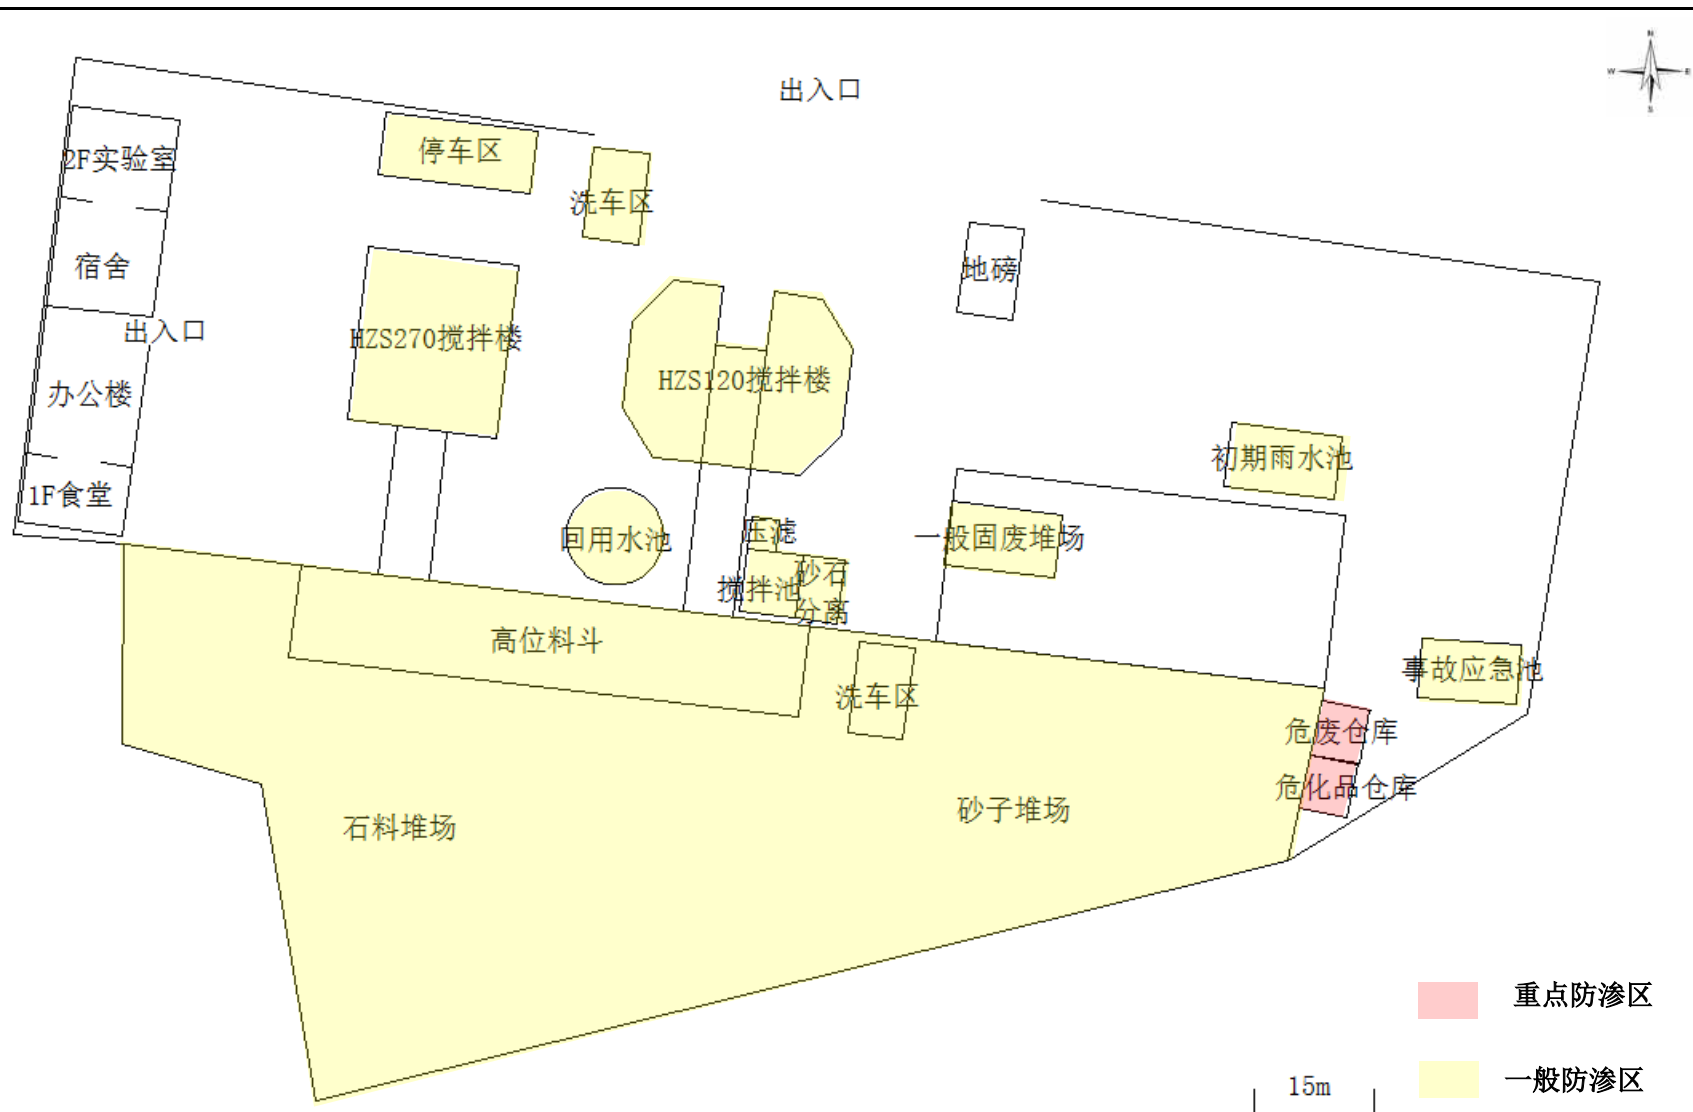 N
W
E
S
出入口
停车区
2F实验室
洗车区
宿舍
地磅
出入口
HZS270搅拌楼
HZS120搅拌楼
办公楼
初期雨水池
1F食堂
回用水池
压滤
一般固废堆场
搅拌池
砂石
分离
高位料斗
洗车区
事故应急池
危废仓库
危化品仓库
石料堆场
砂子堆场
重点防渗区
一般防渗区
15m